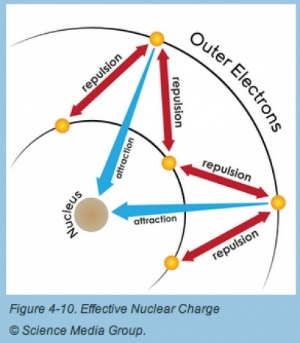 Outer Electrons
repulsion
repulsion
attraction
repulsion
Nucleus
attraction
repulsion
Figure 4-10. Effective Nuclear Charge
© Science Media Group.